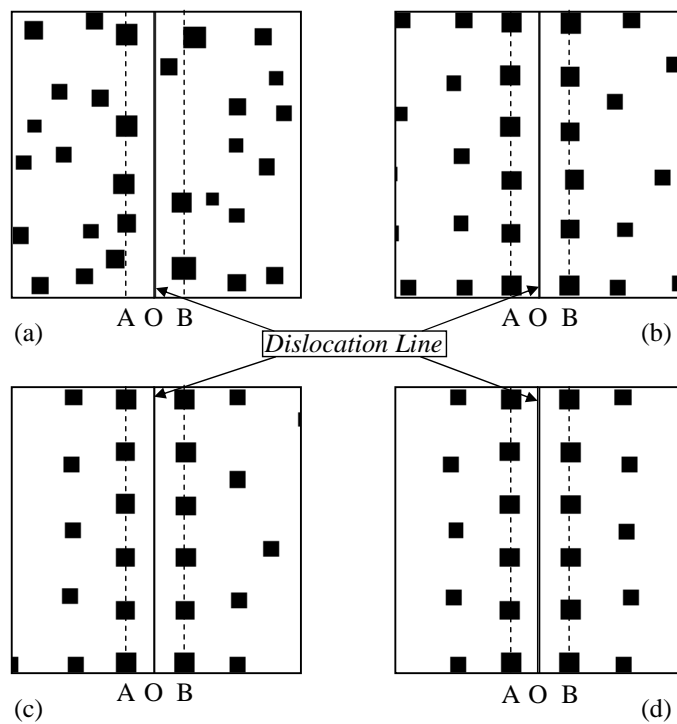 A O B
A O B
(a)
(b)
Dislocation Line
A O B
A O B
(c)
(d)